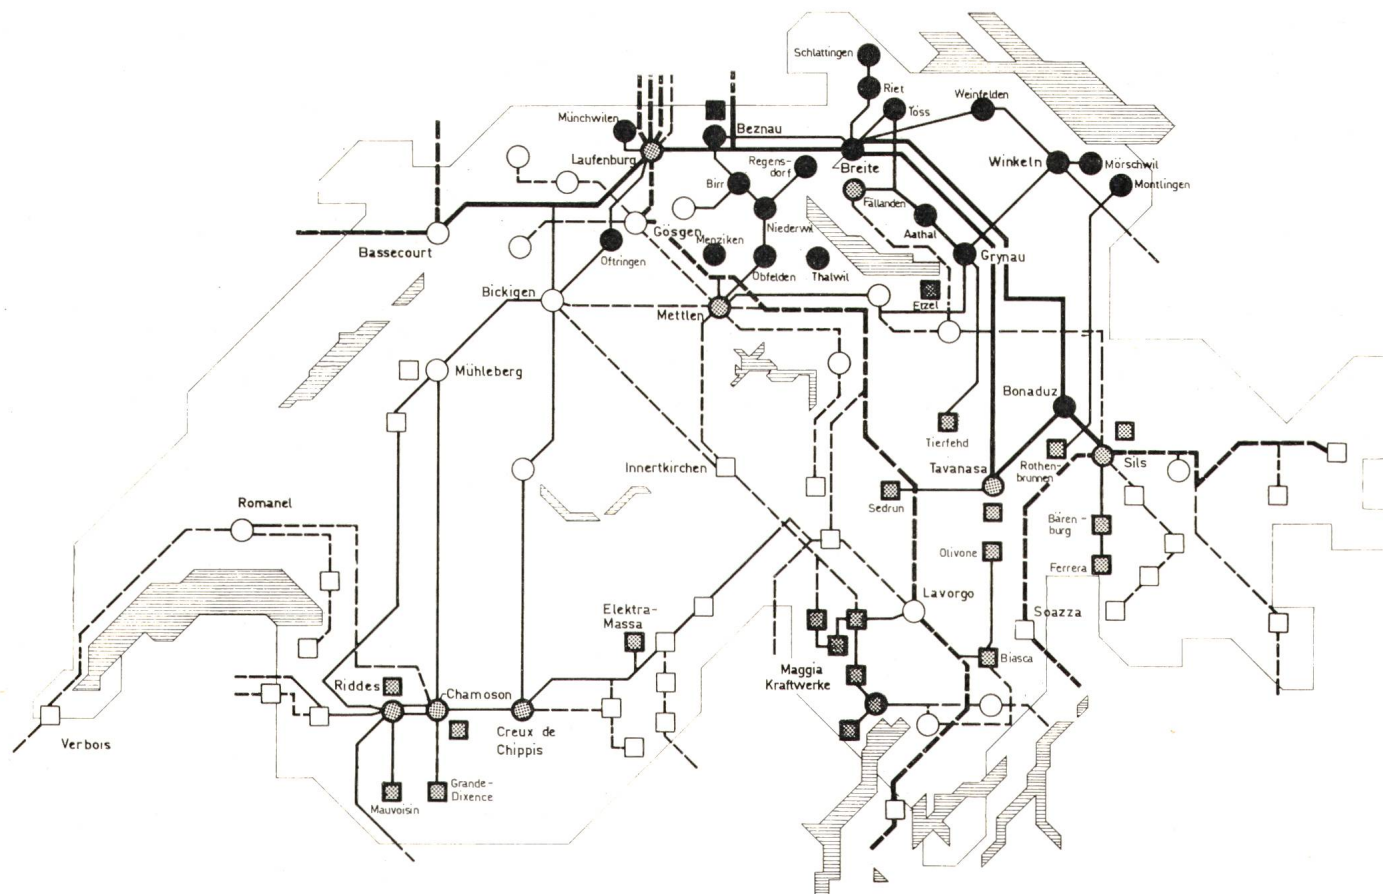 Schlattingen
Riet
Töss
Weinfelden
Münchwilen
Beznau
Laufenburg
Regens-
dorf
Breite
Winkeln
Mörschwil
Montlingen
Birr
Fällanden
Niederwil
Aathal
Gösgen
Menziken
Bassecourt
Oftringen
Obfelden
Thalwil
Grynau
Bickigen
Etzel
Mettlen
Mühleberg
Bonaduz
Tierfehd
Innertkirchen
Tavanasa
Rothen-
brunnen
Sils
Romanel
Sedrun
Bären-
burg
Olivone
Ferrera
Elektra-
Massa
Lavorgo
Soazza
Maggia
Kraftwerke
Biasca
Riddes
Chamoson
Verbois
Creux de
Chippis
Mauvoisin
Grande-
Dixence